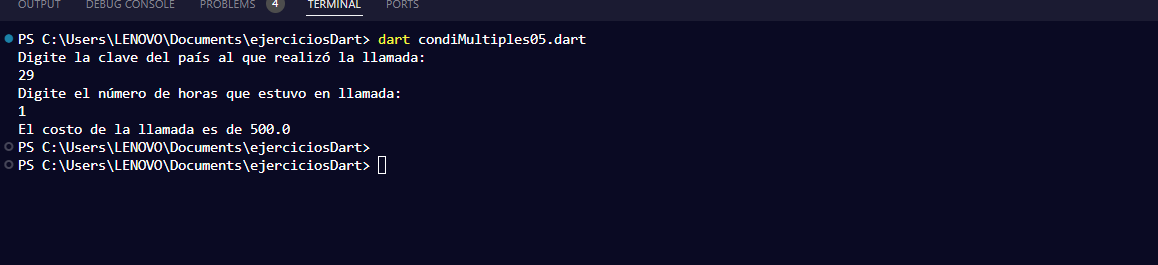 OUTPUT DEBUG CONSOLE PROBLEMS 4 TERMINAL PORTS
PS C:\Users\LENOVO\Documents\ejerciciosDart> dart condiMultiples05.dart
Digite la clave del país al que realizó la llamada:
29
Digite el número de horas que estuvo en llamada:
1
El costo de la llamada es de 500.0
PS C:\Users\LENOVO\Documents\ejerciciosDart>
PS C:\Users\LENOVO\Documents\ejerciciosDart>